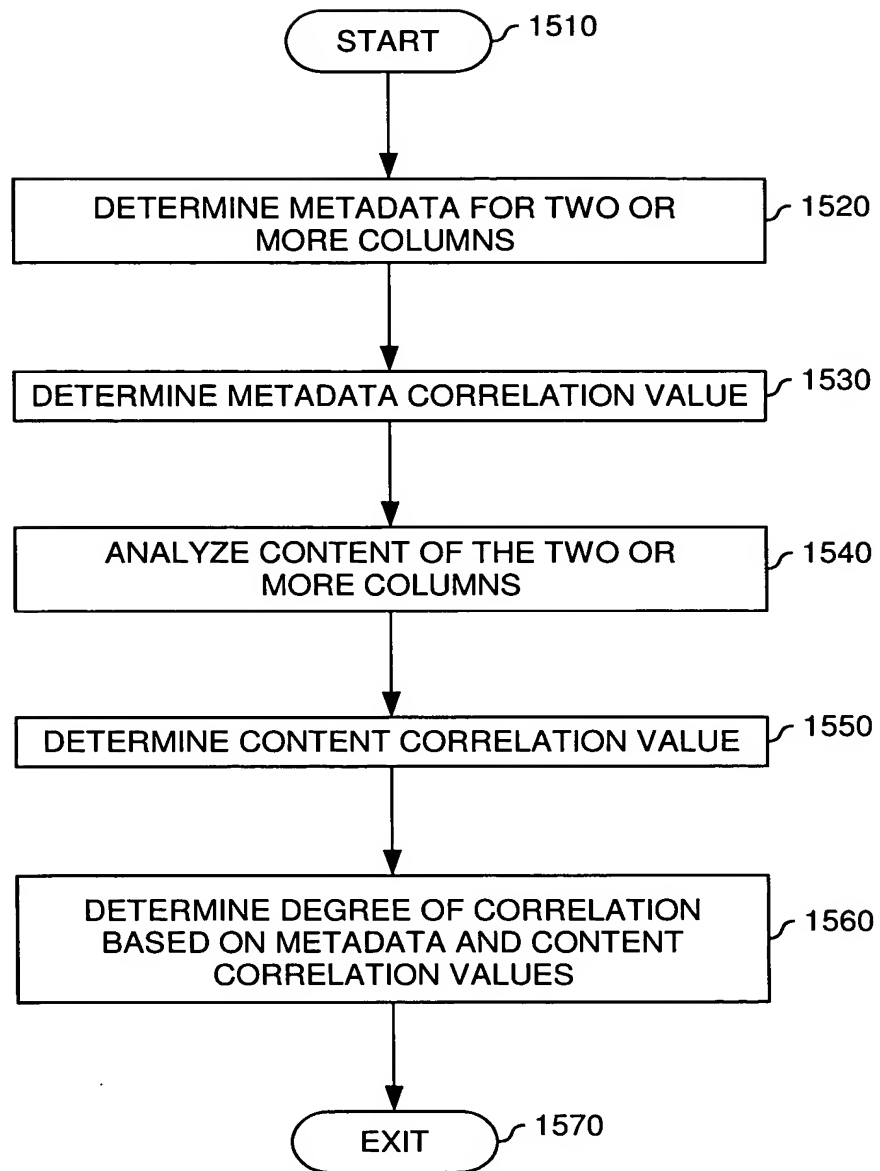 START
1510
DETERMINE METADATA FOR TWO OR
MORE COLUMNS
1520
DETERMINE METADATA CORRELATION VALUE
1530
ANALYZE CONTENT OF THE TWO OR
MORE COLUMNS
1540
DETERMINE CONTENT CORRELATION VALUE
1550
DETERMINE DEGREE OF CORRELATION
BASED ON METADATA AND CONTENT
CORRELATION VALUES
1560
EXIT
1570